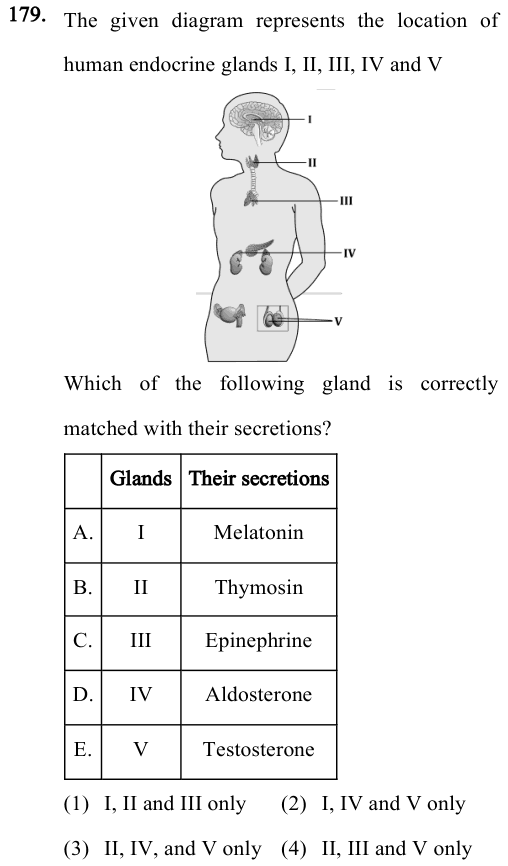 179. The given diagram represents the location of
human endocrine glands I, II, III, IV and V
I
II
III
IV
V
Which of the following gland is correctly
matched with their secretions?
Glands Their secretions
A. I Melatonin
B. II Thymosin
C. III Epinephrine
D. IV Aldosterone
E. V Testosterone
(1) I, II and III only (2) I, IV and V only
(3) II, IV, and V only (4) II, III and V only